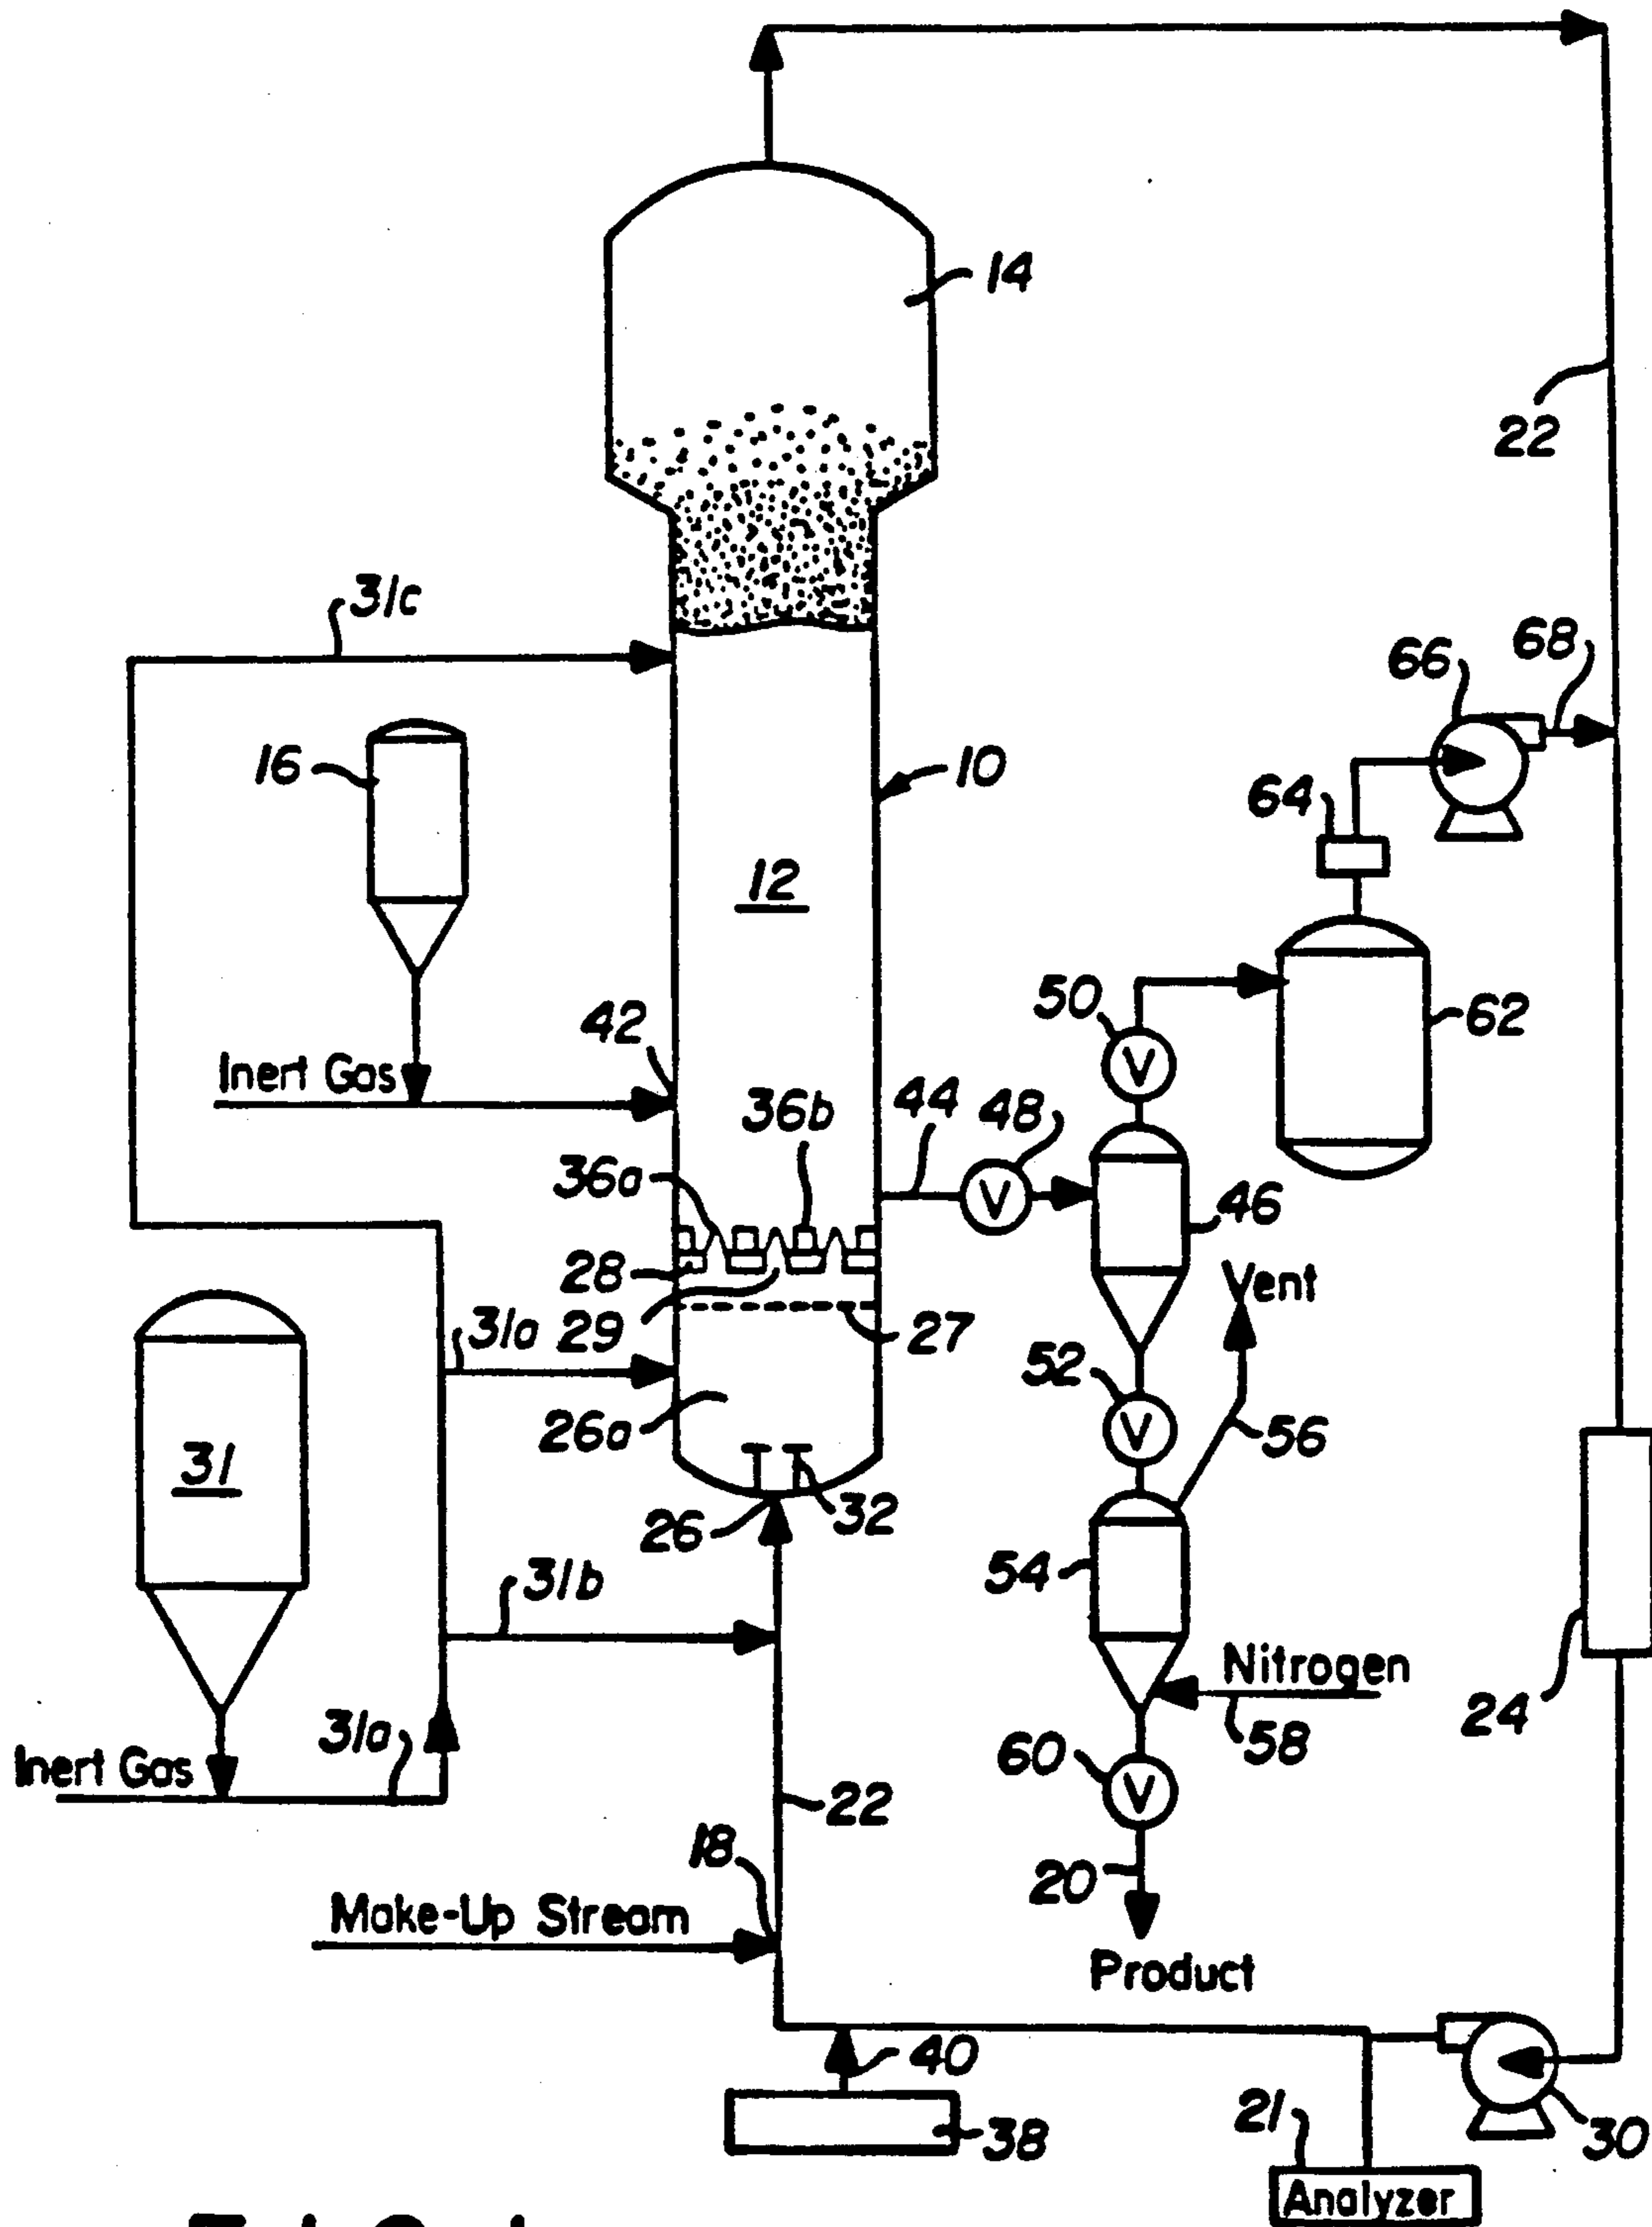 14
22
31c
66
68
16
10
64
12
50
62
42
Inert Gas
36b
44
48
36a
46
28
Vent
29
27
31a
52
26a
56
31
26
32
54
31b
Nitrogen
24
58
31a
60
Inert Gas
22
18
20
Make-Up Stream
Product
40
21
38
30
Analyzer
V
V
V
V